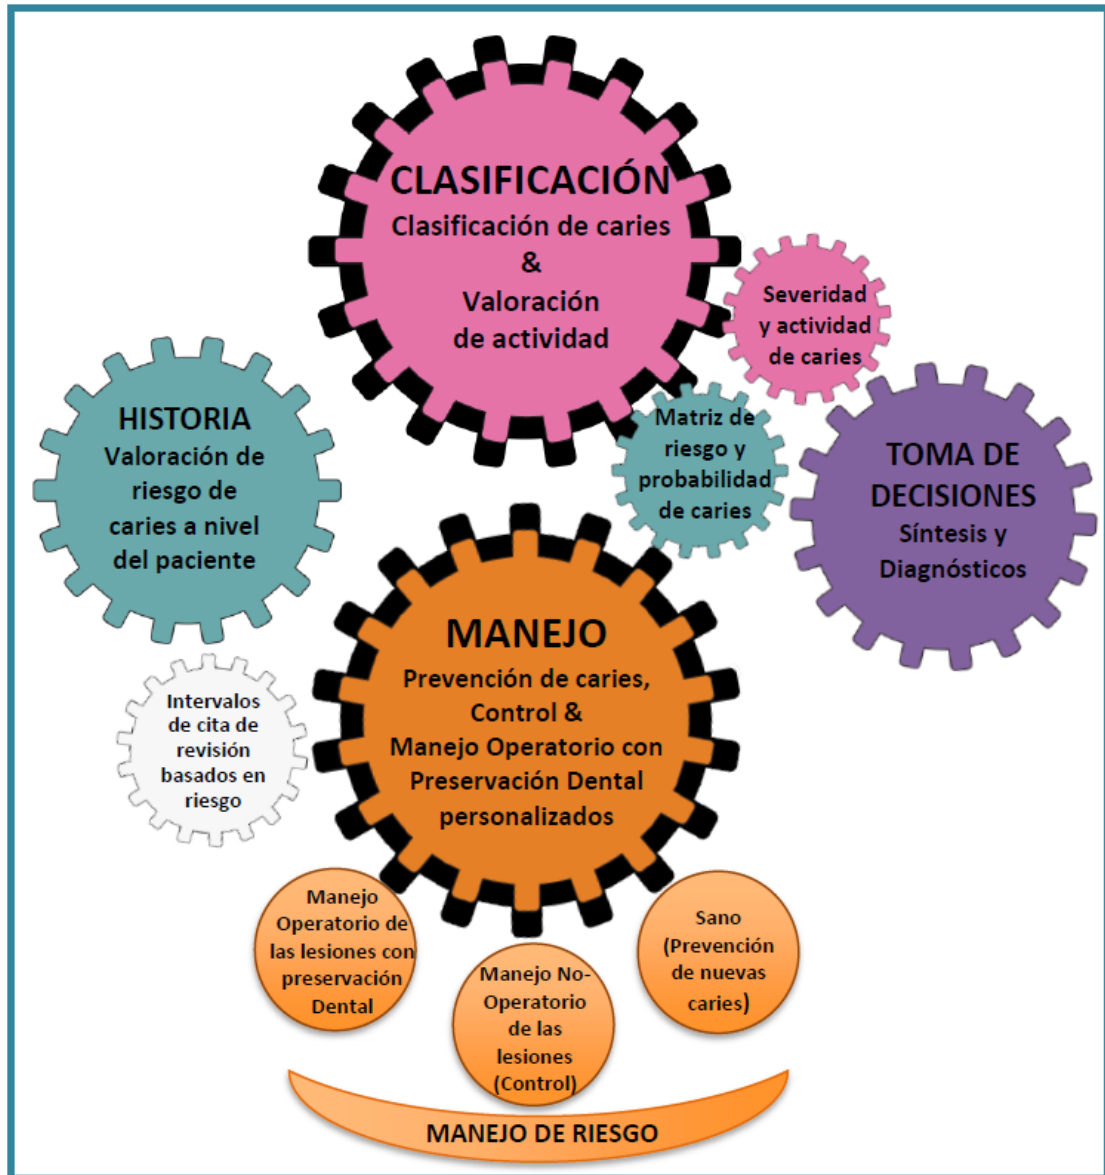 CLASIFICACIÓN
Clasificación de caries
&
Valoración
de actividad
Severidad
y actividad
de caries
HISTORIA
Valoración de
riesgo de
caries a nivel
del paciente
Matriz de
riesgo y
probabilidad
de caries
TOMA DE
DECISIONES
Síntesis y
Diagnósticos
MANEJO
Prevención de caries,
Control &
Manejo Operatorio con
Preservación Dental
personalizados
Intervalos
de cita de
revisión
basados en
riesgo
Manejo
Operatorio de
las lesiones con
preservación
Dental
Manejo No-
Operatorio
de las
lesiones
(Control)
Sano
(Prevención
de nuevas
caries)
MANEJO DE RIESGO